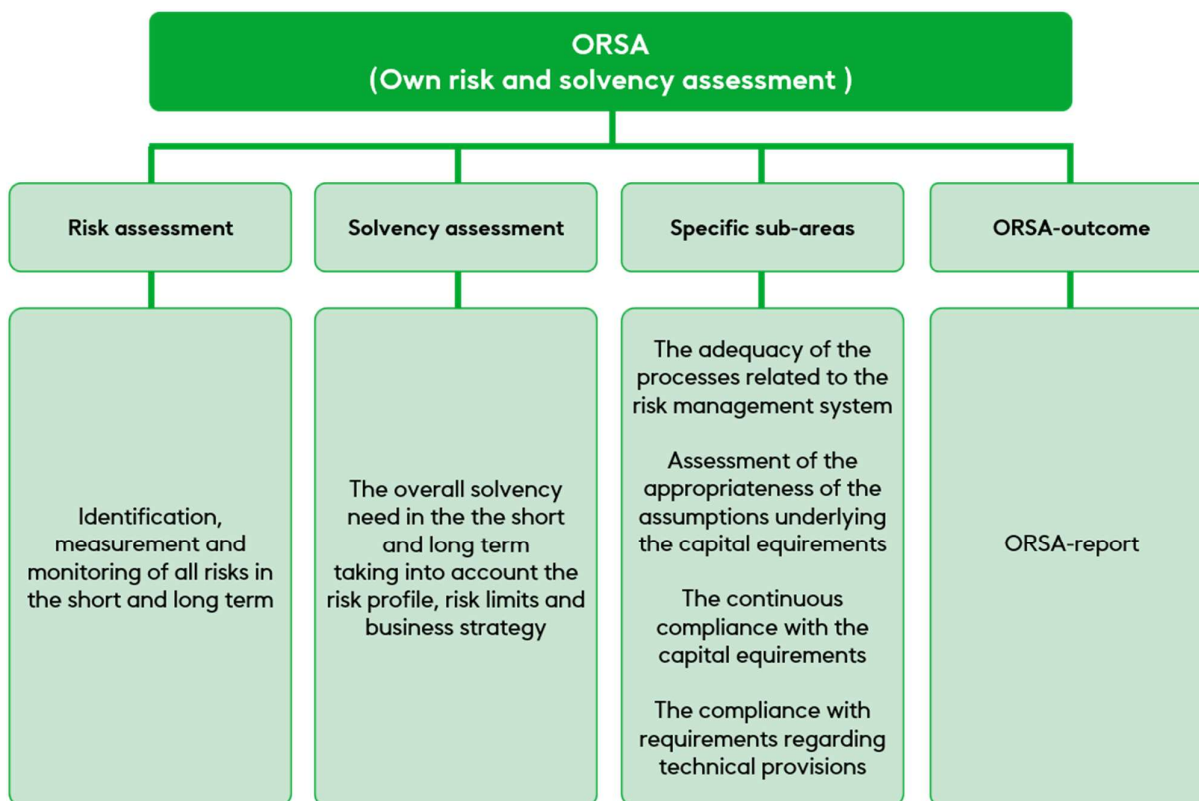 ORSA
(Own risk and solvency assessment )
Risk assessment
Solvency assessment
Specific sub-areas
ORSA-outcome
Identification,
measurement and
monitoring of all risks in
the short and long term
The overall solvency
need in the the short
and long term
taking into account the
risk profile, risk limits and
business strategy
The adequacy of the
processes related to the
risk management system
Assessment of the
appropriateness of the
assumptions underlying
the capital equirements
The continuous
compliance with the
capital equirements
The compliance with
requirements regarding
technical provisions
ORSA-report